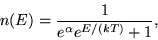 n(E) = \frac{1}{e^{\alpha} e^{E/(kT)} + 1},